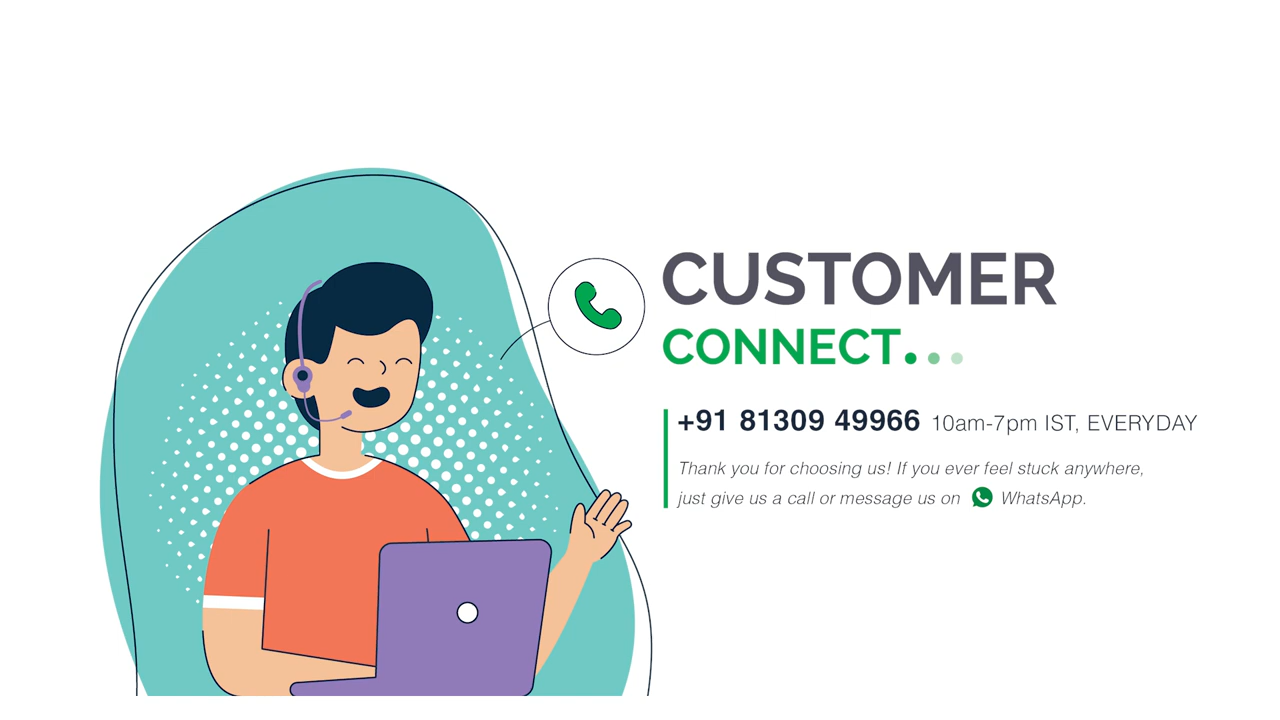 CUSTOMER
CONNECT...
+91 81309 49966 10am-7pm IST, EVERYDAY
Thank you for choosing us! If you ever feel stuck anywhere,
just give us a call or message us on WhatsApp.